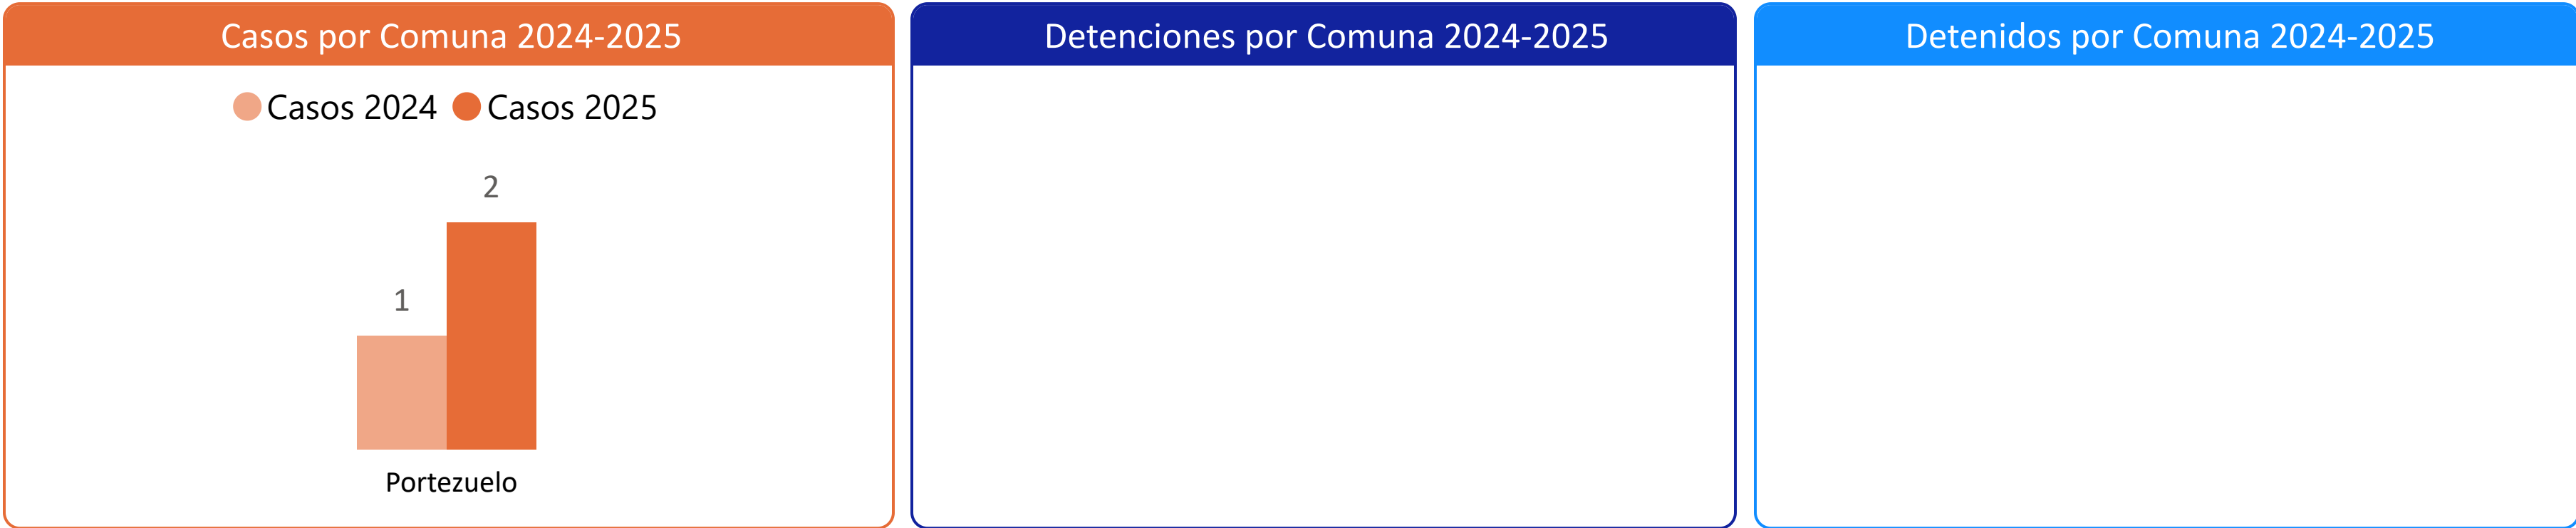 Casos por Comuna 2024-2025
Casos 2024 Casos 2025
2
1
Portezuelo
Detenciones por Comuna 2024-2025
Detenidos por Comuna 2024-2025